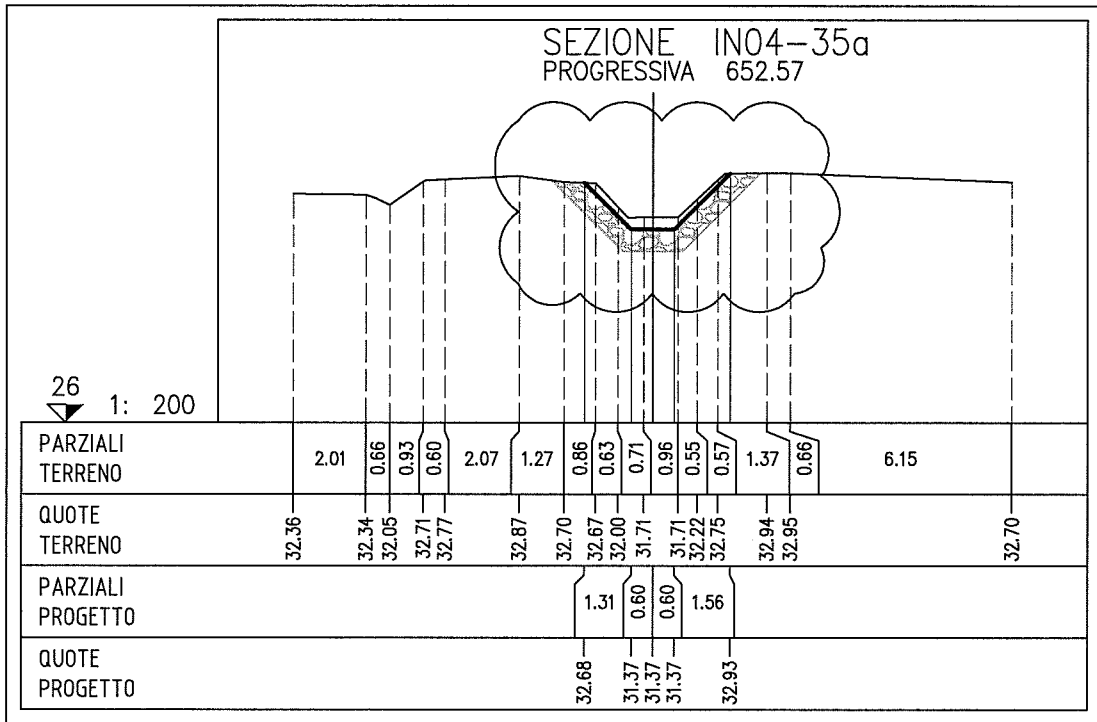 SEZIONE IN04-35a
PROGRESSIVA 652.57
26
1: 200
PARZIALI
TERRENO
2.01 0.66 0.93 0.60 2.07 1.27 0.86 0.63 0.71 0.96 0.55 0.57 1.37 0.66 6.15
QUOTE
TERRENO
32.36 32.34 32.05 32.71 32.77 32.87 32.70 32.67 32.00 31.71 31.71 32.22 32.75 32.94 32.95 32.70
PARZIALI
PROGETTO
1.31 0.60 0.60 1.56
QUOTE
PROGETTO
32.68 31.37 31.37 31.37 32.93